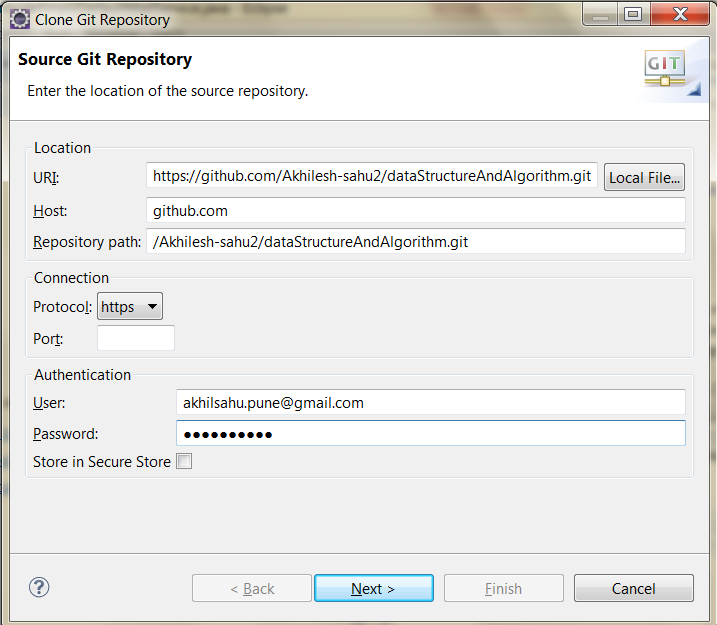 Clone Git Repository
Source Git Repository
Enter the location of the source repository.
GIT
Location
URI: https://github.com/Akhilesh-sahu2/dataStructureAndAlgorithm.git Local File...
Host: github.com
Repository path: /Akhilesh-sahu2/dataStructureAndAlgorithm.git
Connection
Protocol: https
Port:
Authentication
User: akhilsahu.pune@gmail.com
Password: ●●●●●●●●●●
Store in Secure Store
? < Back Next > Finish Cancel